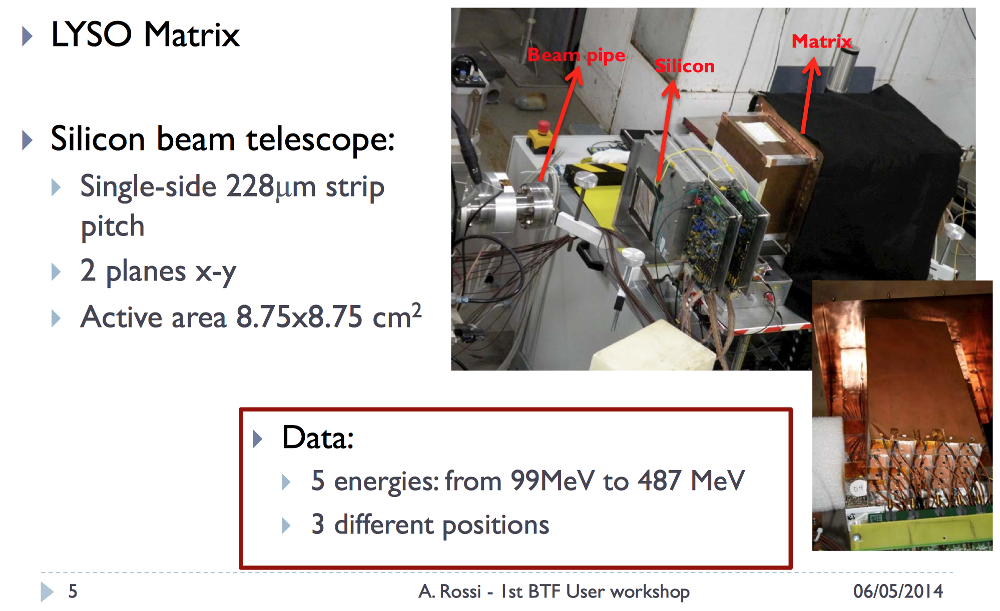 LYSO Matrix
Silicon beam telescope:
Single-side 228μm strip
pitch
2 planes x-y
Active area 8.75x8.75 cm²
Beam pipe
Silicon
Matrix
D4
Data:
5 energies: from 99MeV to 487 MeV
3 different positions
5
A. Rossi - 1st BTF User workshop
06/05/2014